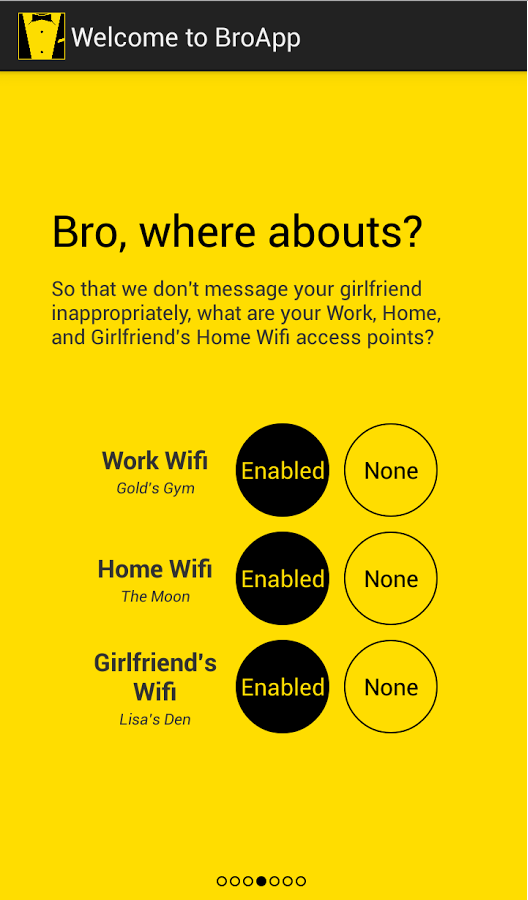 Welcome to BroApp
Bro, where abouts?
So that we don't message your girlfriend
inappropriately, what are your Work, Home,
and Girlfriend's Home Wifi access points?
Work Wifi
Gold's Gym
Enabled
None
Home Wifi
The Moon
Enabled
None
Girlfriend's
Wifi
Lisa's Den
Enabled
None